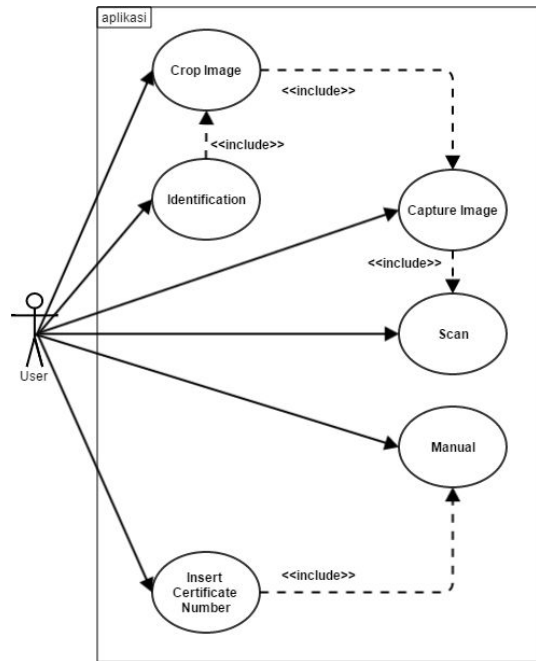 aplikasi
Crop Image
<<include>>
<<include>>
Identification
Capture Image
<<include>>
Scan
User
Manual
Insert
Certificate
Number
<<include>>